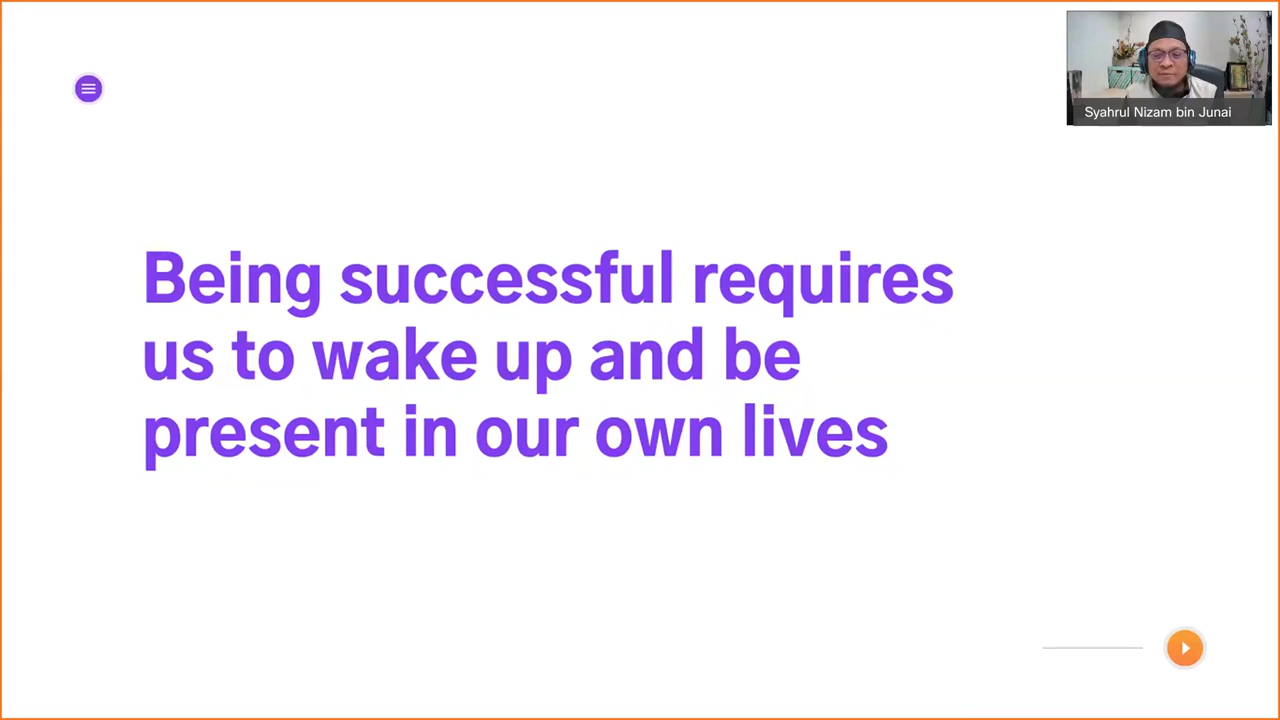 Syahrul Nizam bin Junai
Being successful requires
us to wake up and be
present in our own lives